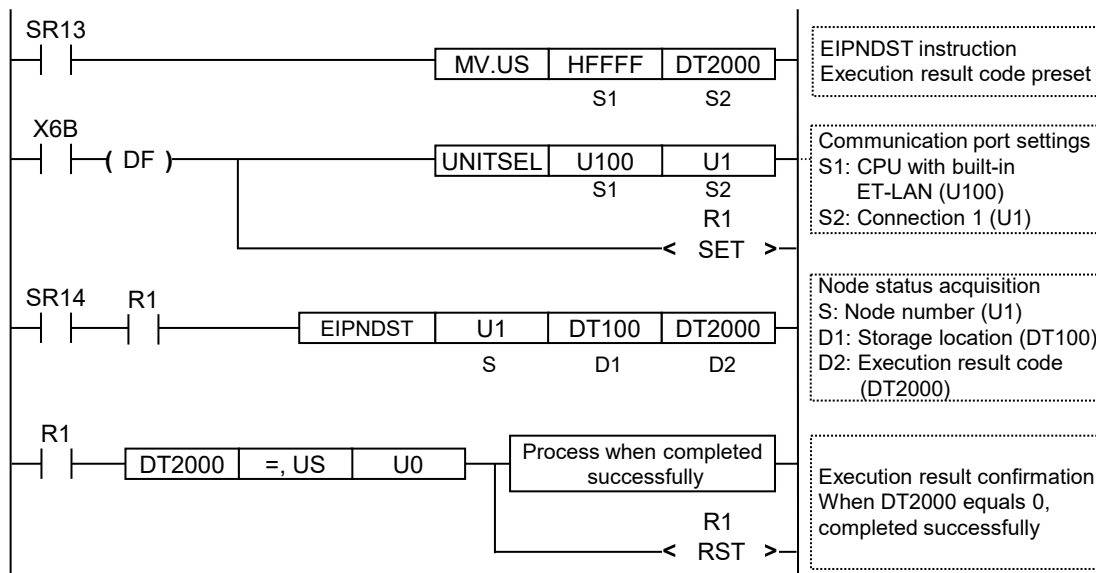 SR13
MV.US HFFFF DT2000
S1 S2
EIPNDST instruction
Execution result code preset
X6B
( DF )
UNITSEL U100 U1
S1 S2
R1
< SET >
Communication port settings
S1: CPU with built-in
ET-LAN (U100)
S2: Connection 1 (U1)
SR14 R1
EIPNDST U1 DT100 DT2000
S D1 D2
Node status acquisition
S: Node number (U1)
D1: Storage location (DT100)
D2: Execution result code
(DT2000)
R1
DT2000 =, US U0
Process when completed
successfully
R1
< RST >
Execution result confirmation
When DT2000 equals 0,
completed successfully